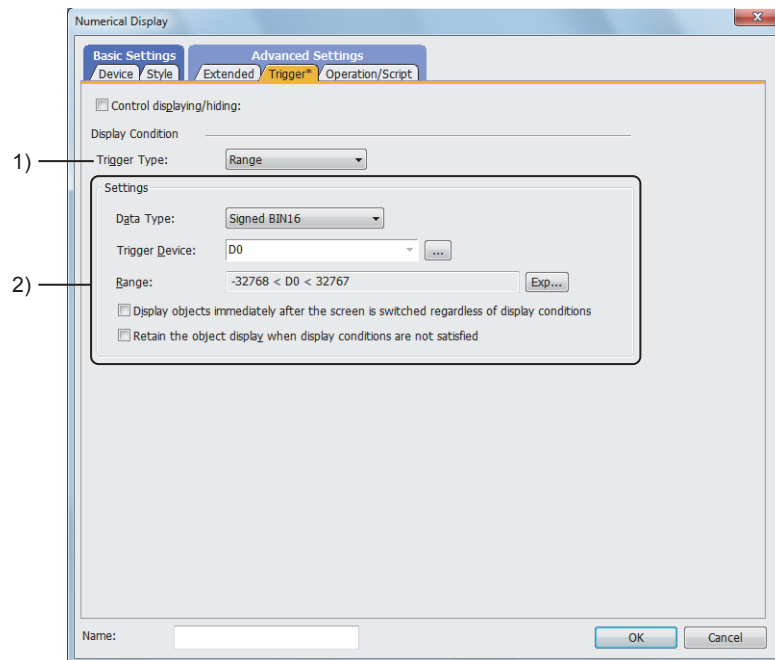 Numerical Display
x
Basic Settings Advanced Settings
Device Style Extended Trigger* Operation/Script
Control displaying/hiding:
Display Condition
1) Trigger Type: Range
Settings
Data Type: Signed BIN16
Trigger Device: D0 ...
2) Range: -32768 < D0 < 32767 Exp...
Display objects immediately after the screen is switched regardless of display conditions
Retain the object display when display conditions are not satisfied
Name: OK Cancel